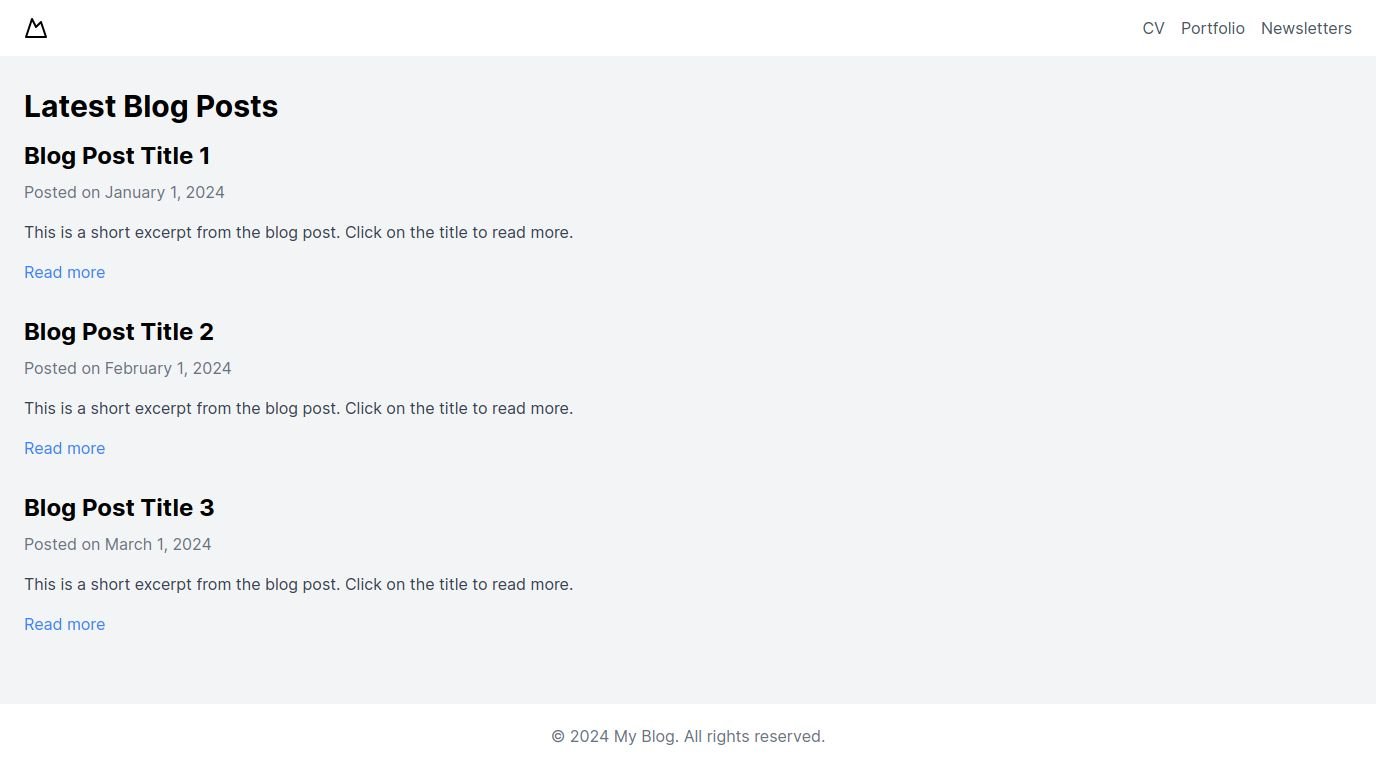 CV Portfolio Newsletters
Latest Blog Posts
Blog Post Title 1
Posted on January 1, 2024
This is a short excerpt from the blog post. Click on the title to read more.
Read more
Blog Post Title 2
Posted on February 1, 2024
This is a short excerpt from the blog post. Click on the title to read more.
Read more
Blog Post Title 3
Posted on March 1, 2024
This is a short excerpt from the blog post. Click on the title to read more.
Read more
© 2024 My Blog. All rights reserved.